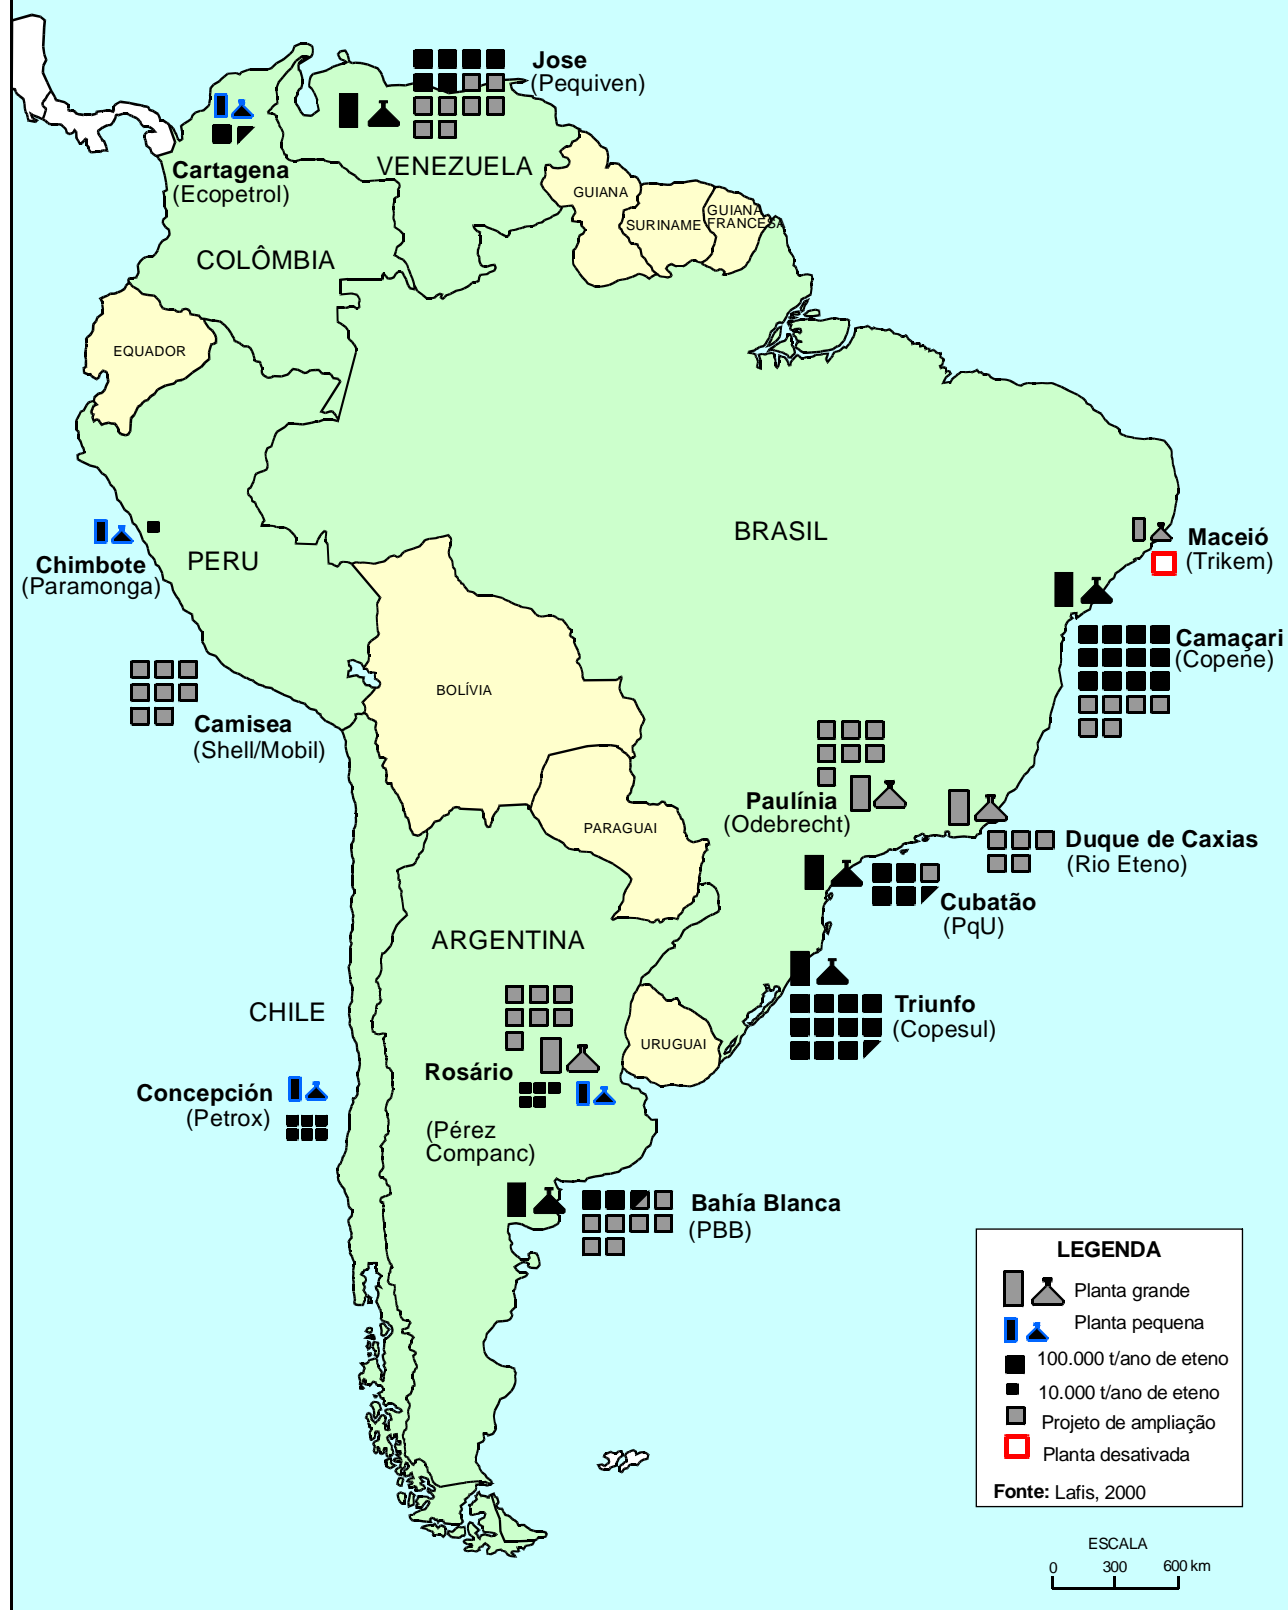 Jose
(Pequiven)
Cartagena
(Ecopetrol)
VENEZUELA
GUIANA
SURINAME
GUIANA
FRANCESA
COLÔMBIA
EQUADOR
BRASIL
Maceió
(Trikem)
Chimbote
(Paramonga)
PERU
Camaçari
(Copene)
BOLÍVIA
Camisea
(Shell/Mobil)
Paulínia
(Odebrecht)
PARAGUAI
Duque de Caxias
(Rio Eteno)
Cubatão
(PqU)
ARGENTINA
CHILE
Triunfo
(Copesul)
URUGUAI
Rosário
(Pérez
Companc)
Concepción
(Petrox)
Bahía Blanca
(PBB)
LEGENDA
Planta grande
Planta pequena
100.000 t/ano de eteno
10.000 t/ano de eteno
Projeto de ampliação
Planta desativada
Fonte: Lafis, 2000
ESCALA
0 300 600 km